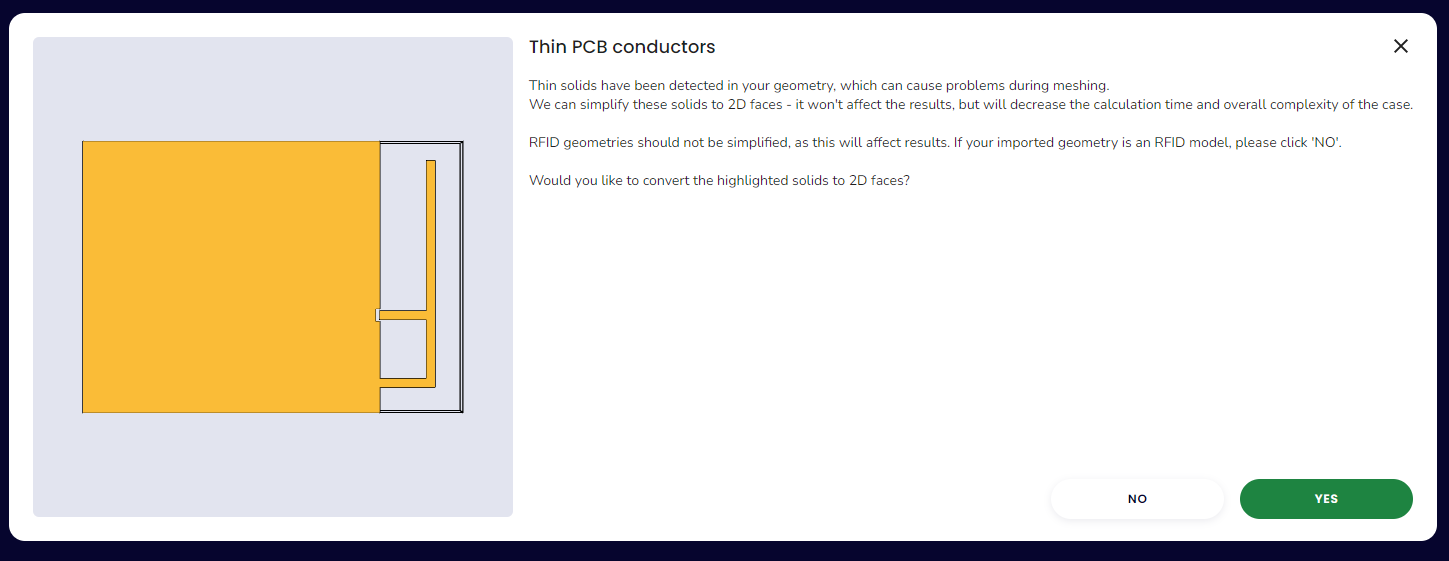 Thin PCB conductors
Thin solids have been detected in your geometry, which can cause problems during meshing.
We can simplify these solids to 2D faces - it won't affect the results, but will decrease the calculation time and overall complexity of the case.
RFID geometries should not be simplified, as this will affect results. If your imported geometry is an RFID model, please click 'NO'.
Would you like to convert the highlighted solids to 2D faces?
NO
YES